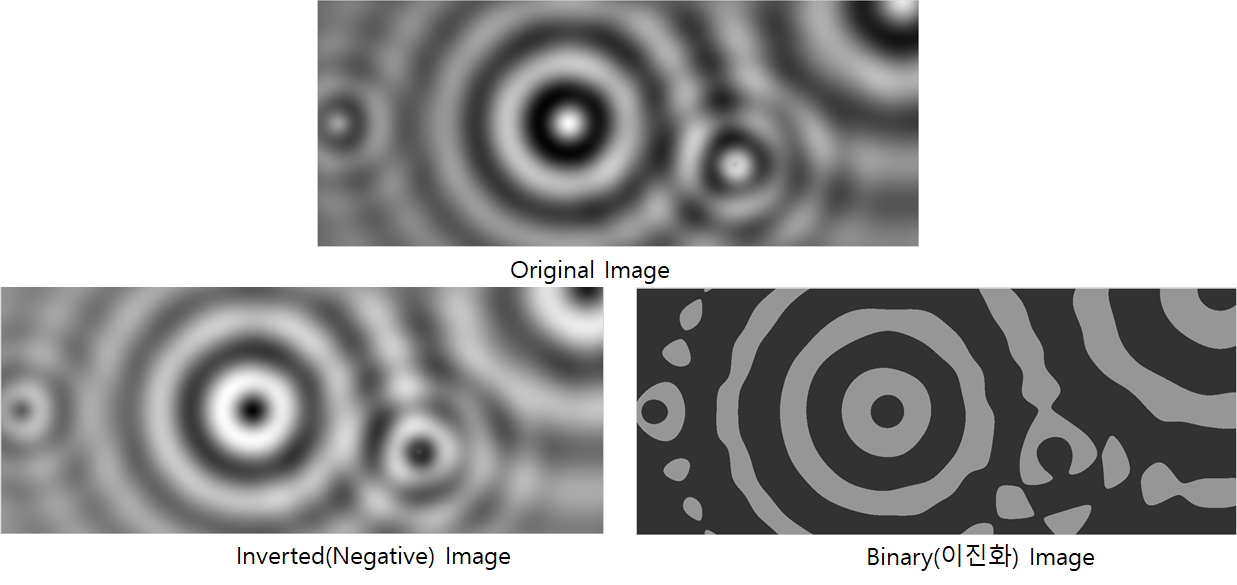 Original Image
Inverted(Negative) Image
Binary(이진화) Image